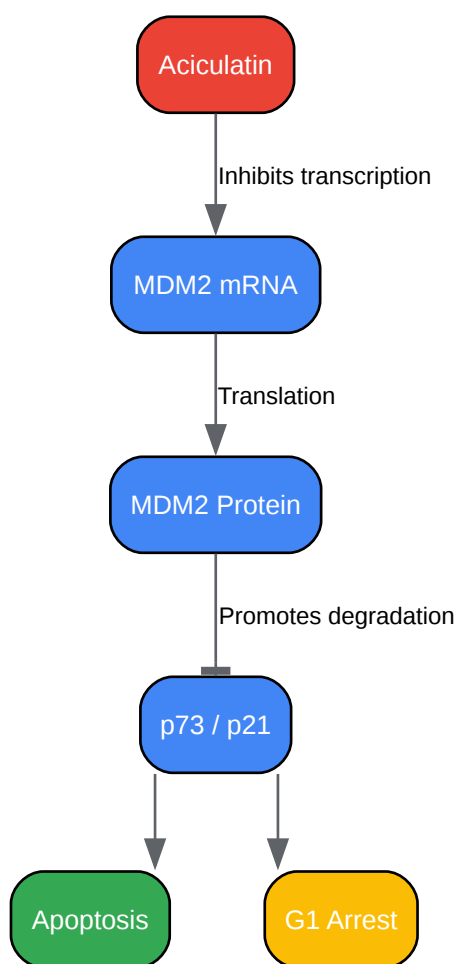 Aciculatin
Inhibits transcription
MDM2 mRNA
Translation
MDM2 Protein
Promotes degradation
p73 / p21
Apoptosis
G1 Arrest